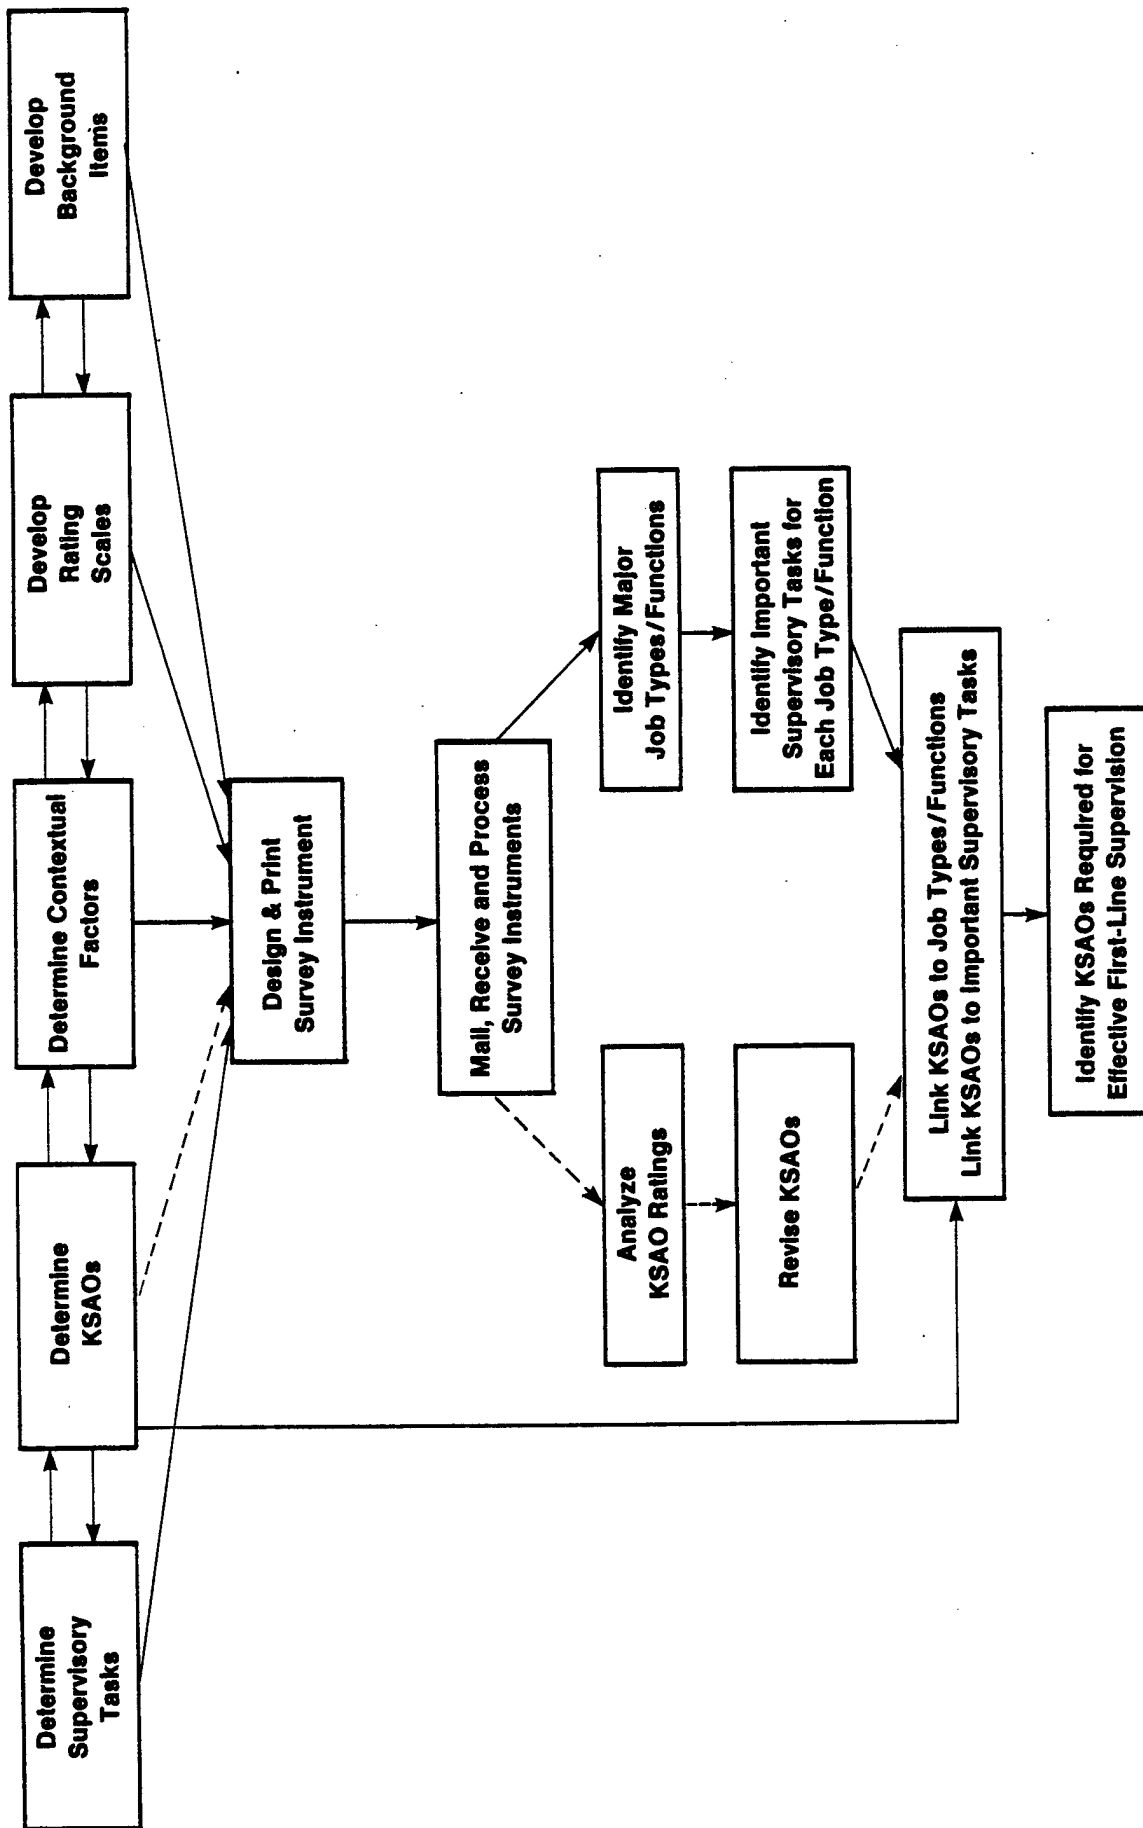 Determine
Supervisory
Tasks
Determine
KSAOs
Determine Contextual
Factors
Develop
Rating
Scales
Develop
Background
Items
Design & Print
Survey Instrument
Mail, Receive and Process
Survey Instruments
Analyze
KSAO Ratings
Identify Major
Job Types/Functions
Revise KSAOs
Identify Important
Supervisory Tasks for
Each Job Type/Function
Link KSAOs to Job Types/Functions
Link KSAOs to Important Supervisory Tasks
Identify KSAOs Required for
Effective First-Line Supervision